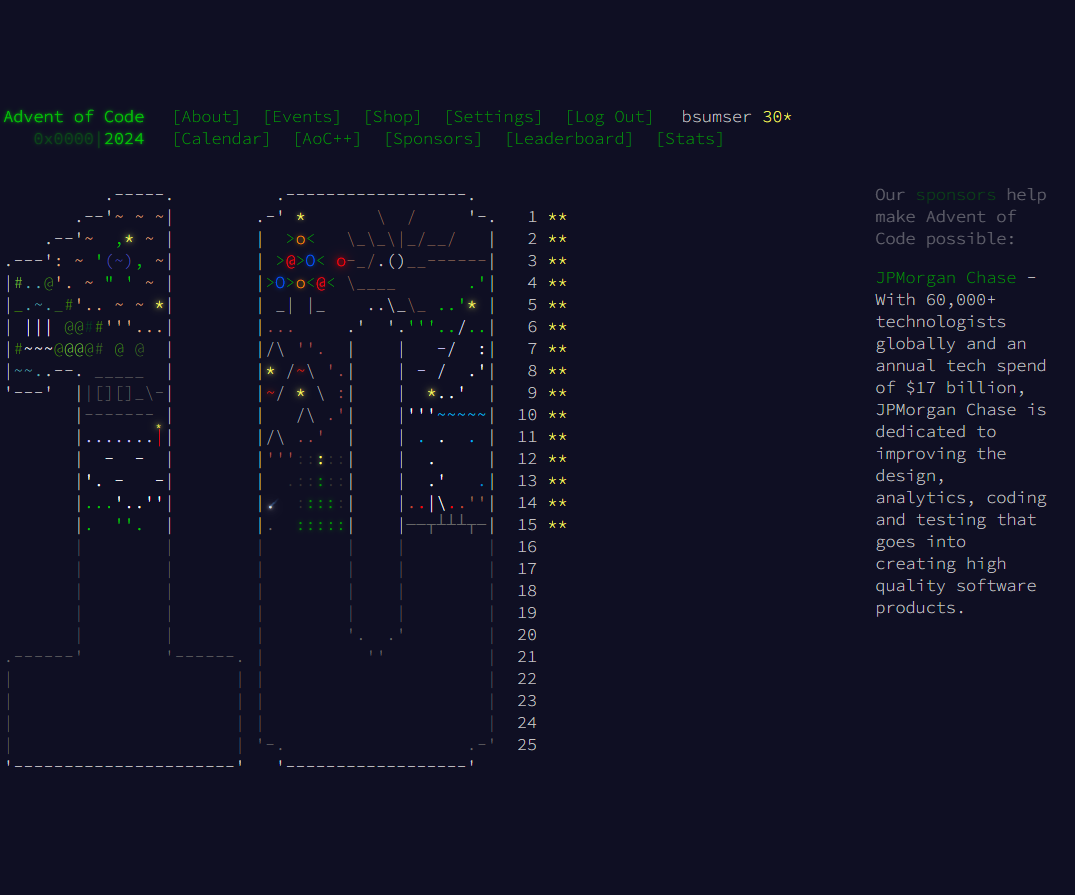 Advent of Code [About] [Events] [Shop] [Settings] [Log Out] bsumser 30*
0x0000|2024 [Calendar] [AoC++] [Sponsors] [Leaderboard] [Stats]
1 **
2 **
3 **
4 **
5 **
6 **
7 **
8 **
9 **
10 **
11 **
12 **
13 **
14 **
15 **
16
17
18
19
20
21
22
23
24
25
Our sponsors help
make Advent of
Code possible:
JPMorgan Chase -
With 60,000+
technologists
globally and an
annual tech spend
of $17 billion,
JPMorgan Chase is
dedicated to
improving the
design,
analytics, coding
and testing that
goes into
creating high
quality software
products.